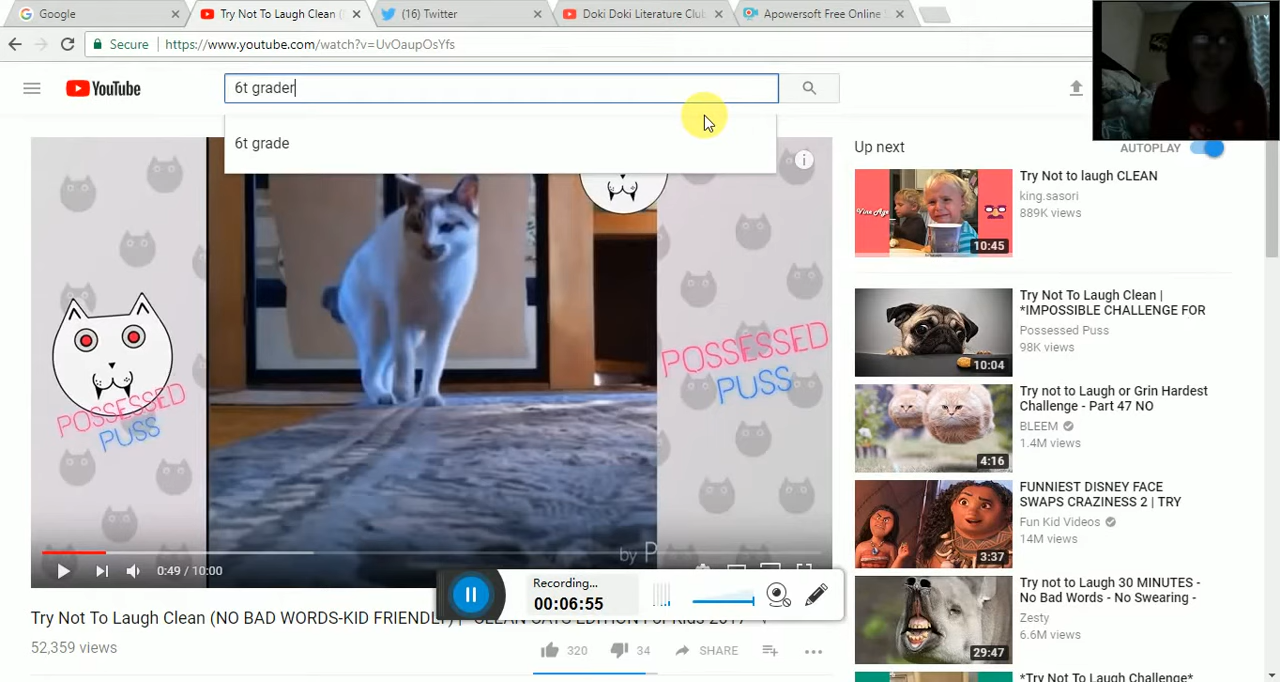 Google
Try Not To Laugh Clean (
(16) Twitter
Doki Doki Literature Club
Apowersoft Free Online
Secure
https://www.youtube.com/watch?v=UvOaupOsYfs
YouTube
6t grader
6t grade
Up next
AUTOPLAY
Try Not to laugh CLEAN
king.sasori
889K views
10:45
Try Not To Laugh Clean |
*IMPOSSIBLE CHALLENGE FOR
Possessed Puss
98K views
10:04
Try not to Laugh or Grin Hardest
Challenge - Part 47 NO
BLEEM
1.4M views
4:16
FUNNIEST DISNEY FACE
SWAPS CRAZINESS 2 | TRY
Fun Kid Videos
14M views
3:37
Try not to Laugh 30 MINUTES -
No Bad Words - No Swearing -
Zesty
6.6M views
29:47
*Try Not To Laugh Challenge*
POSSESSED
PUSS
POSSESSED
PUSS
by P
0:49 / 10:00
Recording...
00:06:55
Try Not To Laugh Clean (NO BAD WORDS-KID FRIENDLY) |
52,359 views
320
34
SHARE